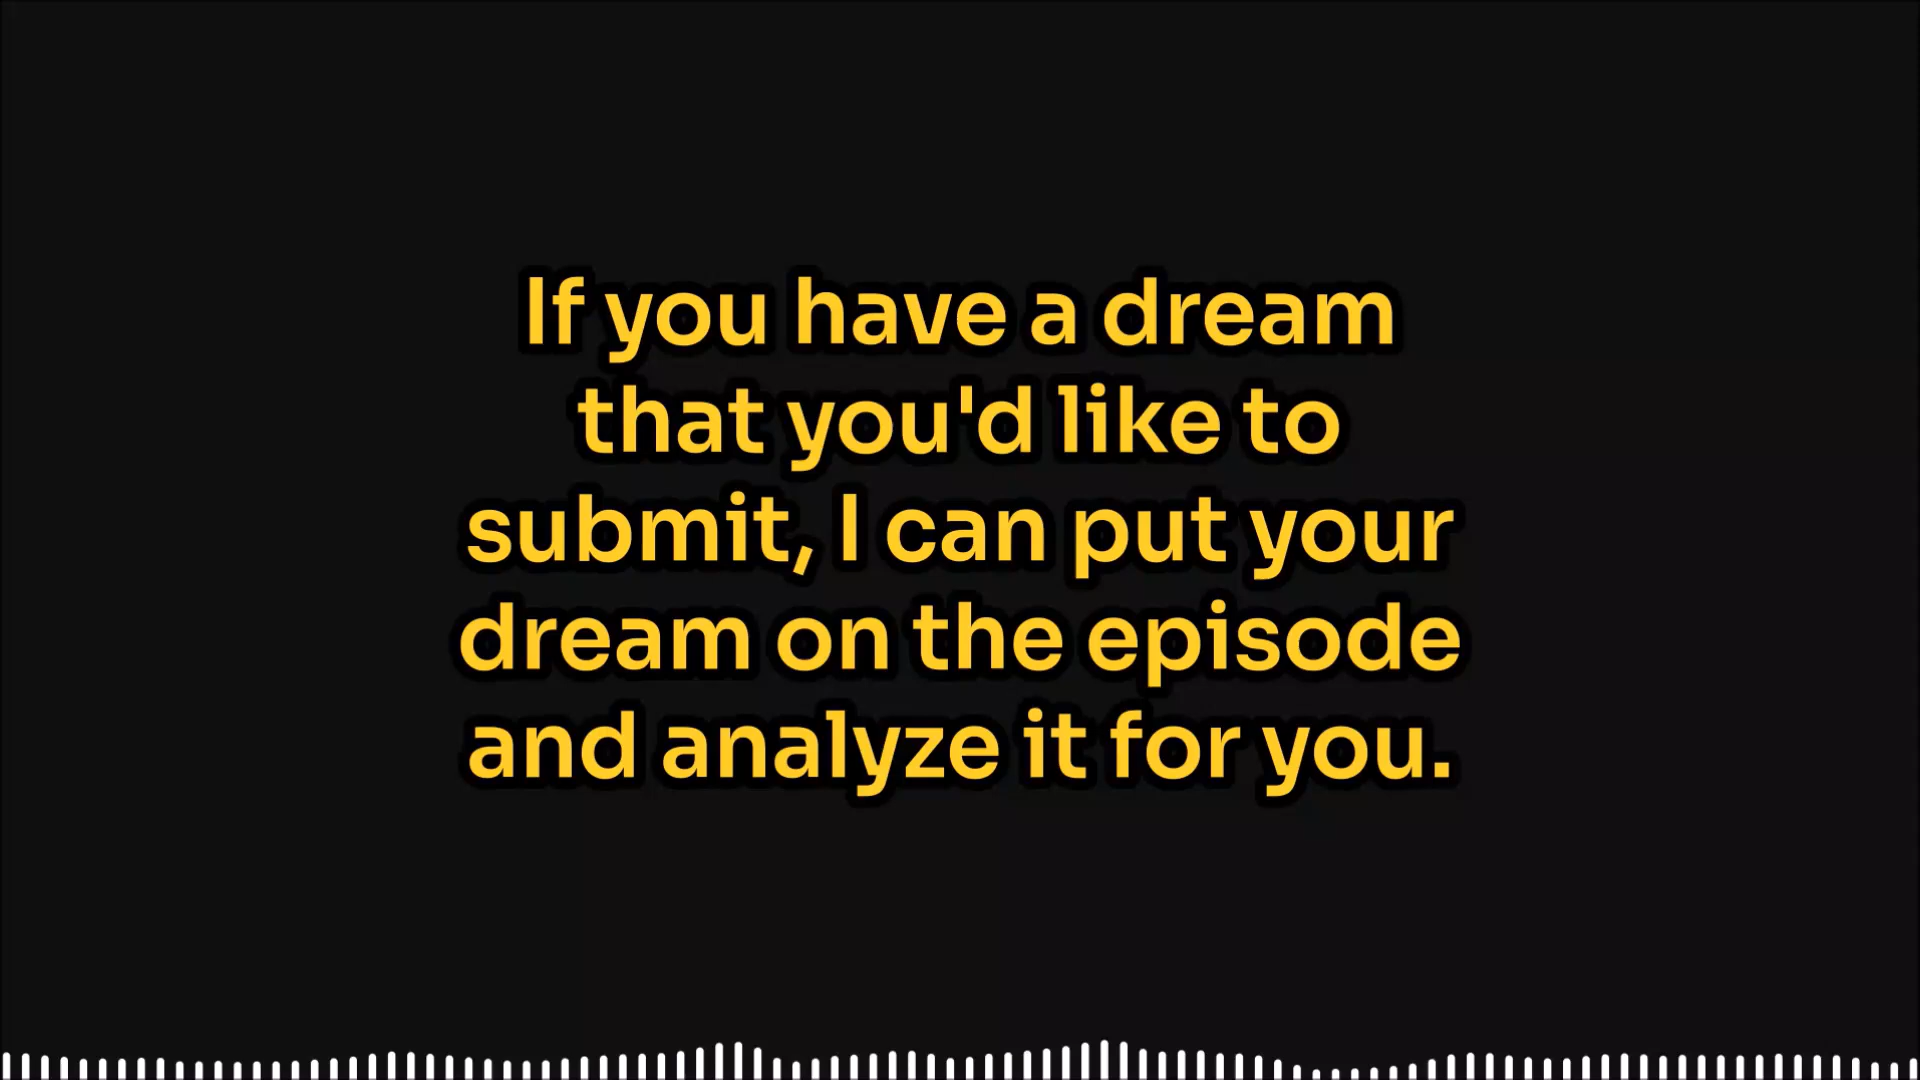 If you have a dream
that you'd like to
submit, I can put your
dream on the episode
and analyze it for you.